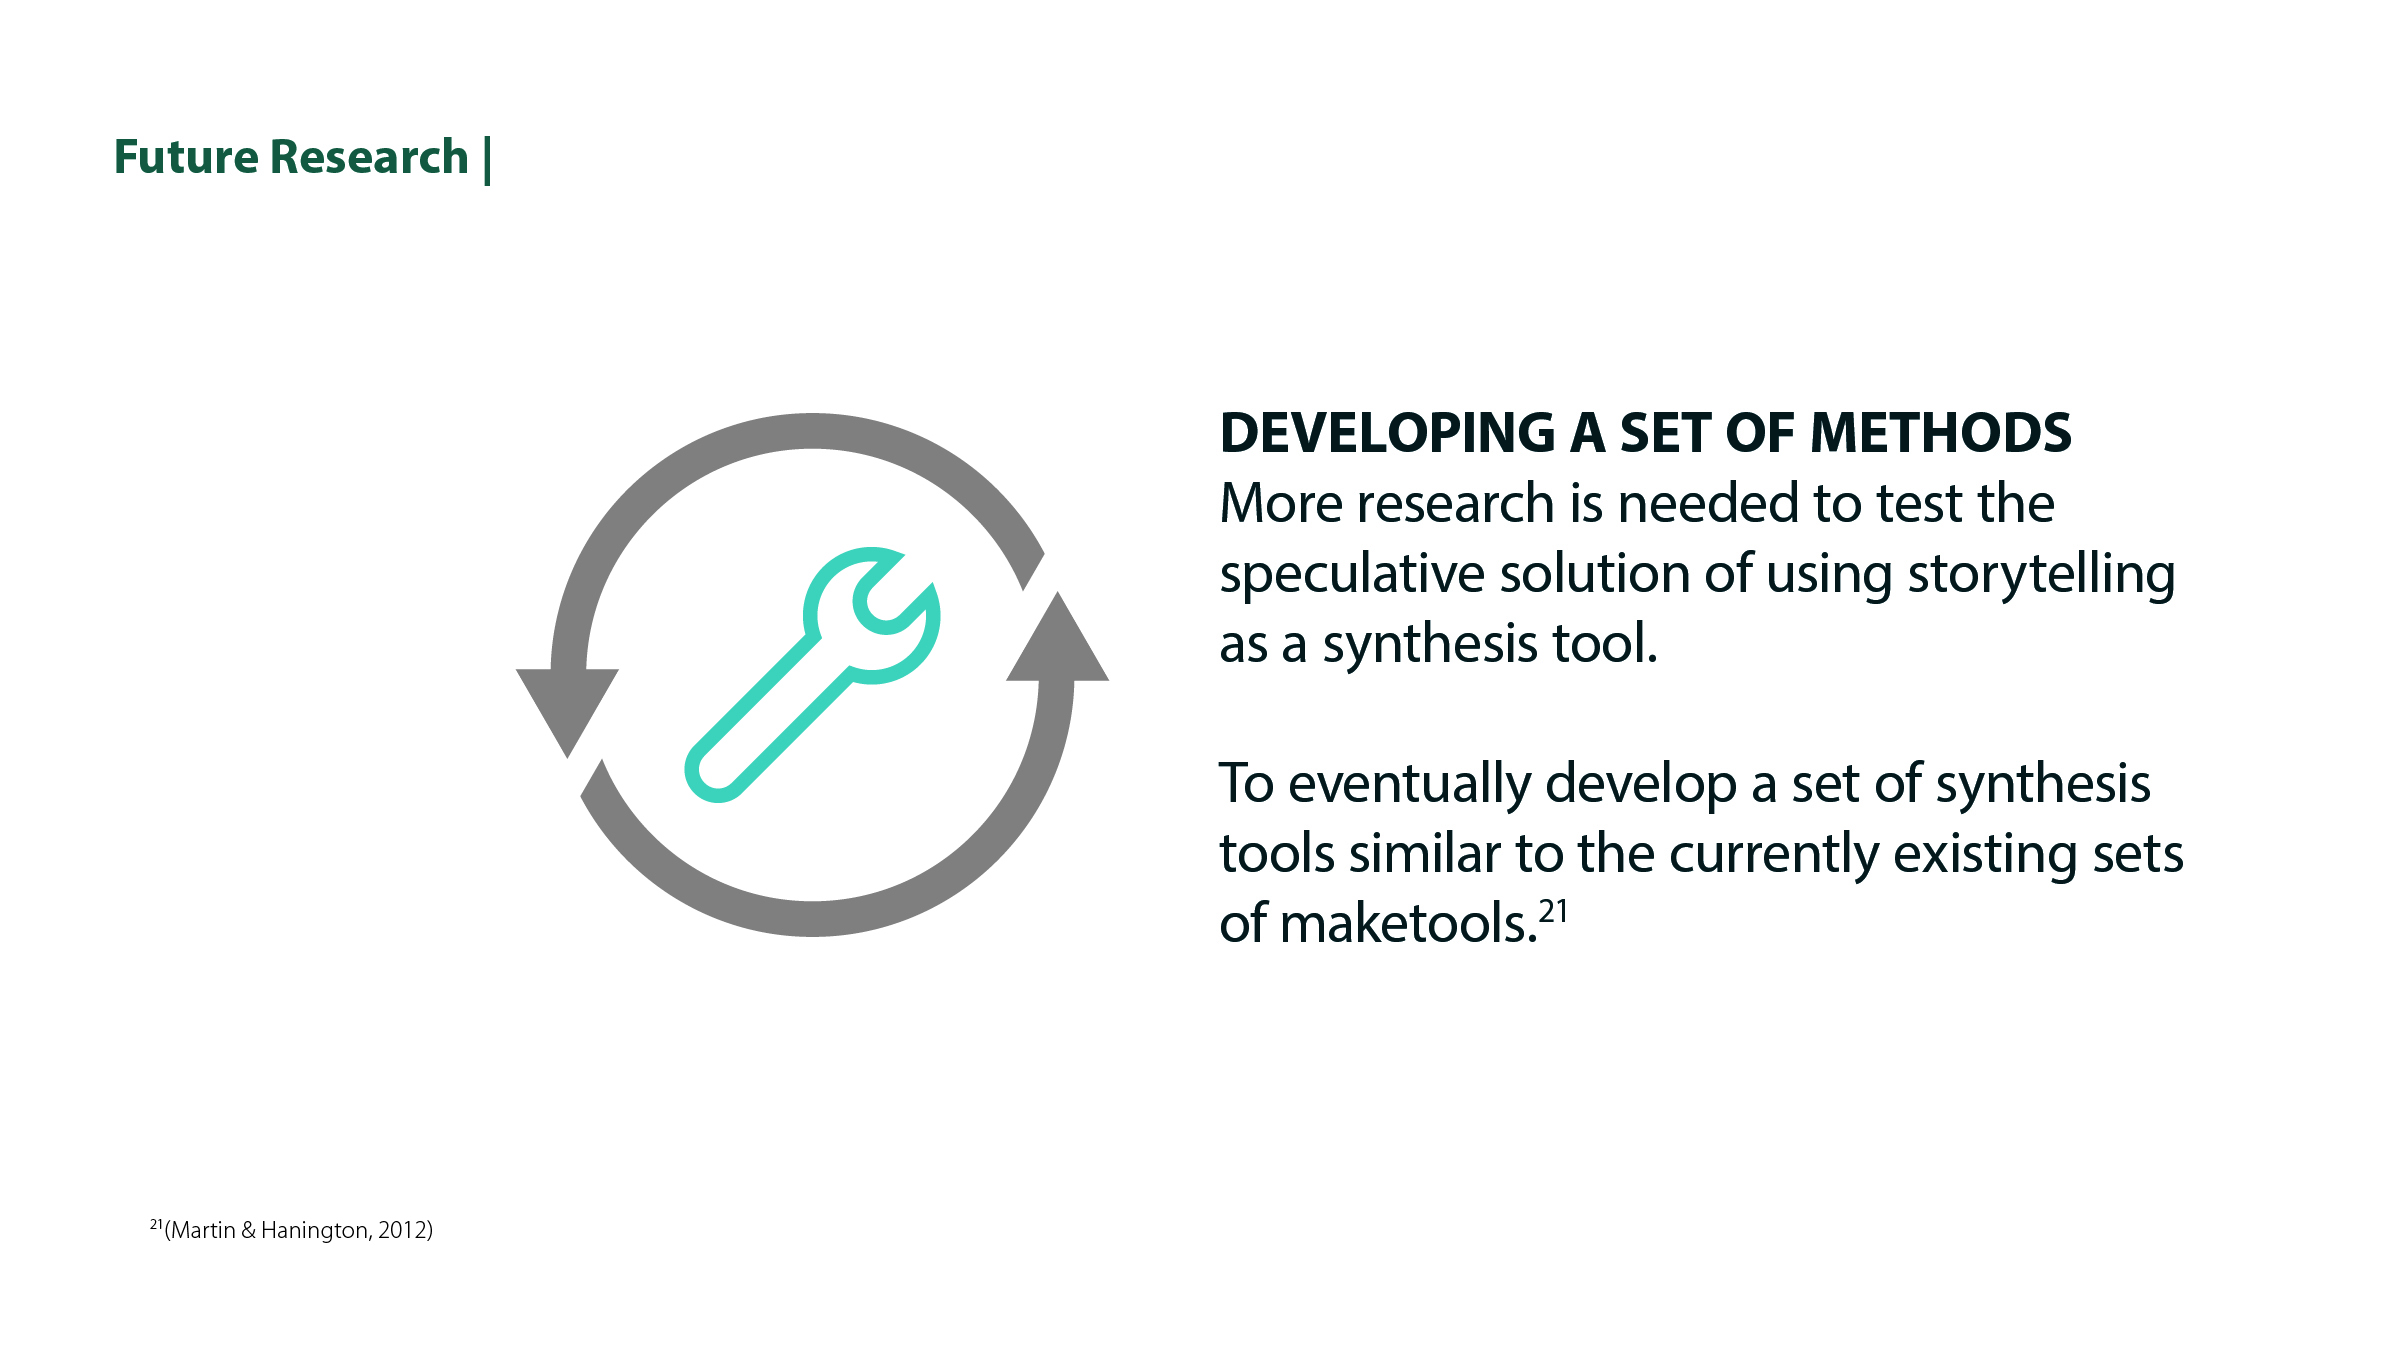 Future Research |
DEVELOPING A SET OF METHODS
More research is needed to test the
speculative solution of using storytelling
as a synthesis tool.
To eventually develop a set of synthesis
tools similar to the currently existing sets
of maketools.21
21(Martin & Hanington, 2012)